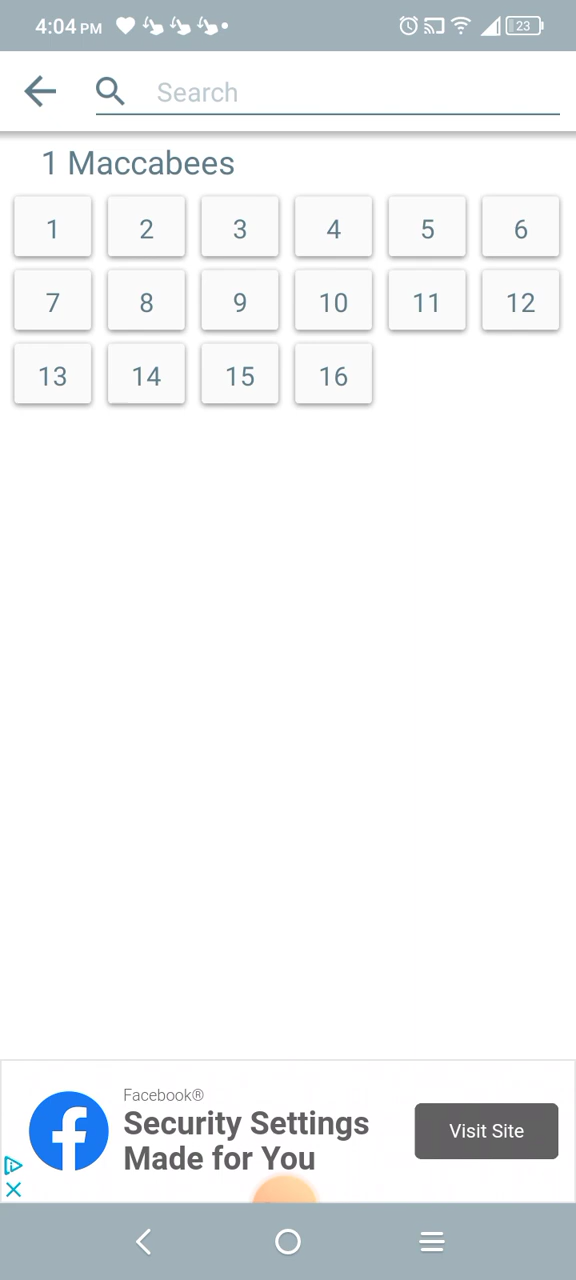 4:04 PM 23
Search
1 Maccabees
1 2 3 4 5 6
7 8 9 10 11 12
13 14 15 16
Facebook®
Security Settings
Made for You
Visit Site